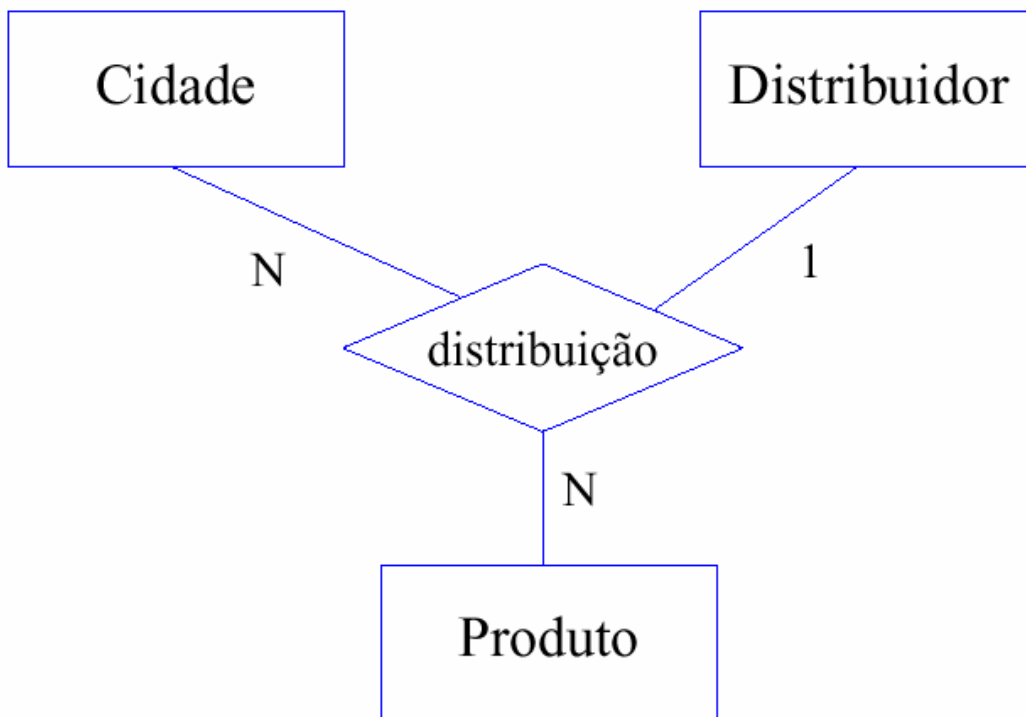 Cidade
Distribuidor
N
1
distribuição
N
Produto